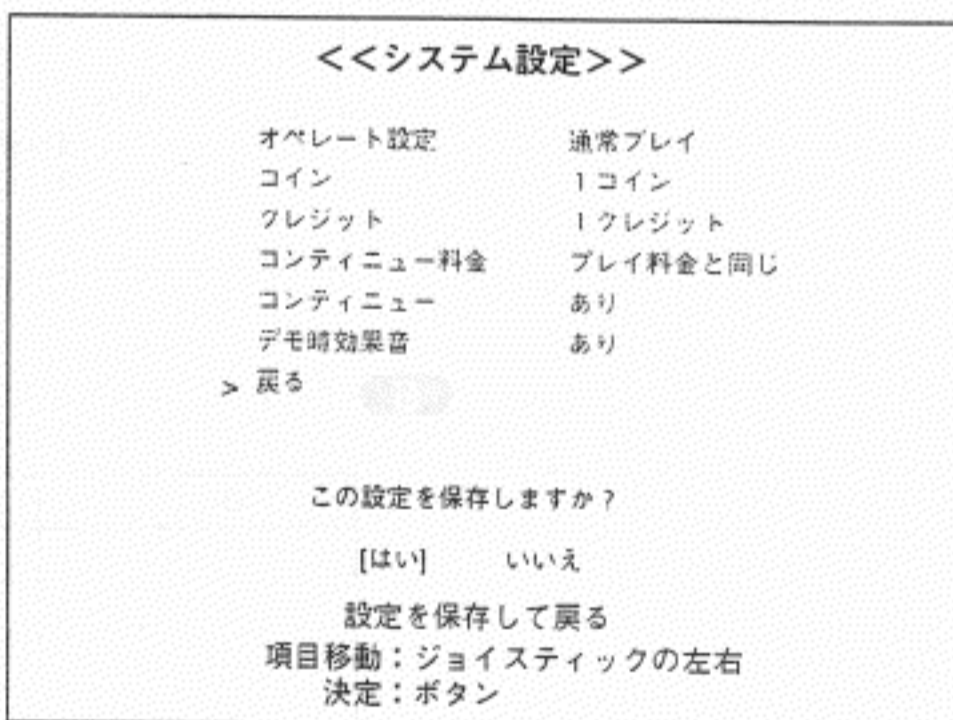 <<システム設定>>
オペレート設定 通常プレイ
コイン 1コイン
クレジット 1クレジット
コンティニュー料金 プレイ料金と同じ
コンティニュー あり
デモ時効果音 あり
> 戻る
この設定を保存しますか?
[はい] いいえ
設定を保存して戻る
項目移動:ジョイスティックの左右
決定:ボタン